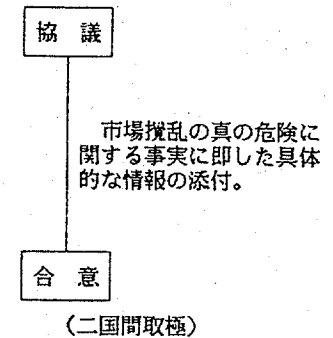 協議
市場撹乱の真の危険に
関する事実に即した具体
的な情報の添付。
合意
(二国間取極)